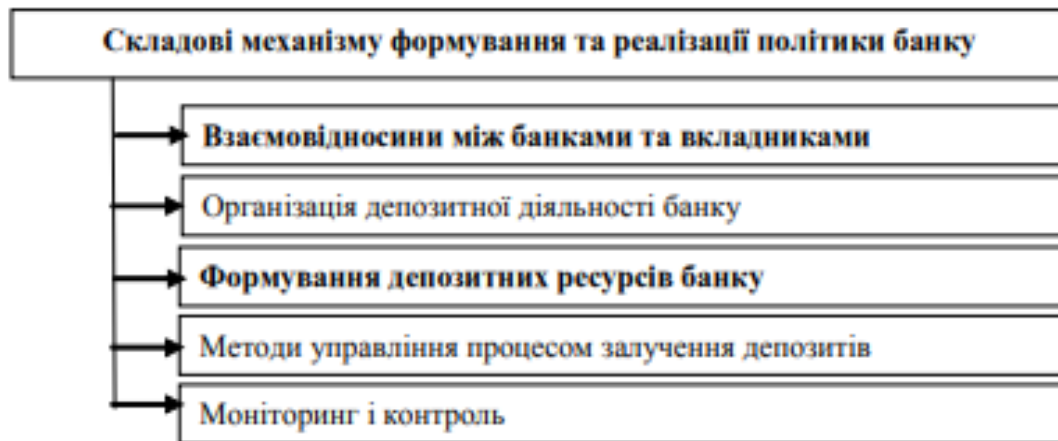 Складові механізму формування та реалізації політики банку
Взаємовідносини між банками та вкладниками
Організація депозитної діяльності банку
Формування депозитних ресурсів банку
Методи управління процесом залучення депозитів
Моніторинг і контроль